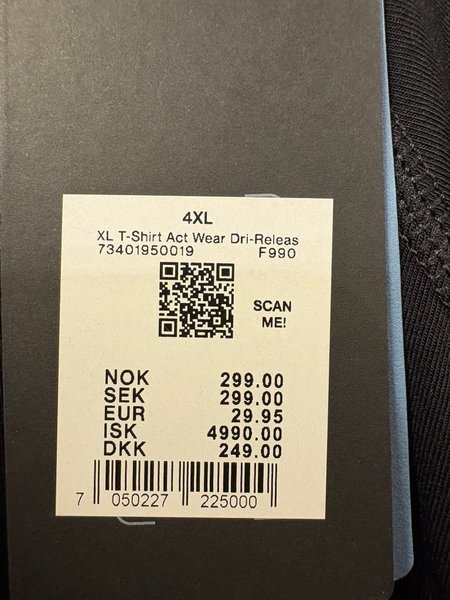 4XL
XL T-Shirt Act Wear Dri-Releas
73401950019 F990
SCAN
ME!
NOK 299.00
SEK 299.00
EUR 29.95
ISK 4990.00
DKK 249.00
7 050227 225000